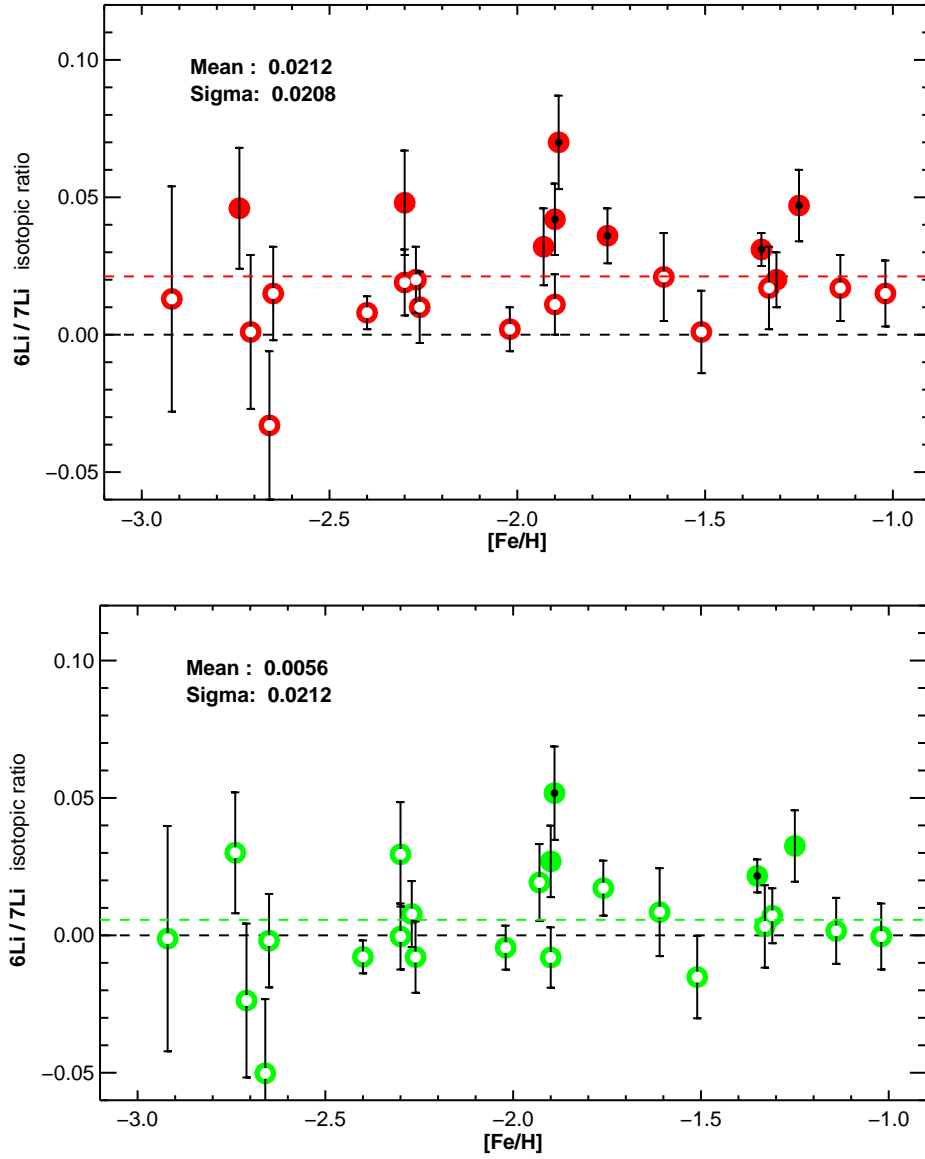 0.10
Mean : 0.0212
Sigma: 0.0208
0.05
0.00
−0.05
6Li / 7Li isotopic ratio
−3.0 −2.5 −2.0 −1.5 −1.0
[Fe/H]
0.10
Mean : 0.0056
Sigma: 0.0212
0.05
0.00
−0.05
6Li / 7Li isotopic ratio
−3.0 −2.5 −2.0 −1.5 −1.0
[Fe/H]